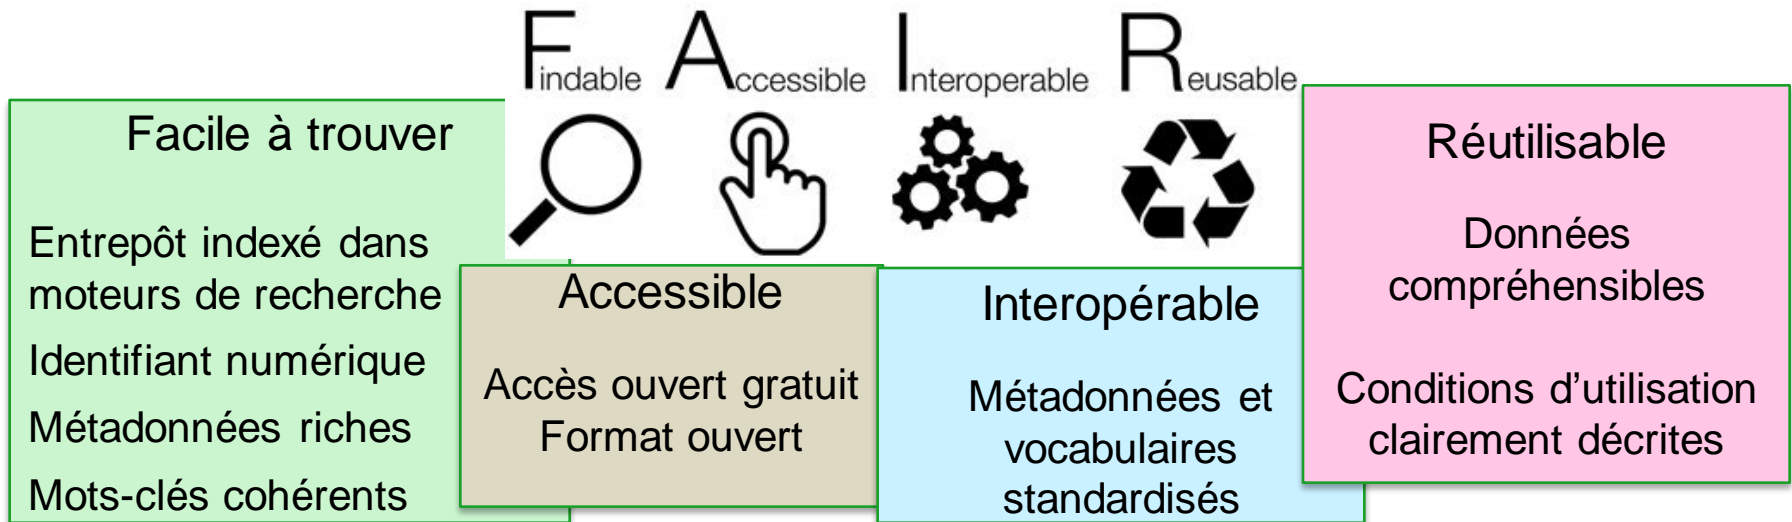 Findable Accessible Interoperable Reusable
Facile à trouver
Entrepôt indexé dans
moteurs de recherche
Identifiant numérique
Métadonnées riches
Mots-clés cohérents
Accessible
Accès ouvert gratuit
Format ouvert
Interopérable
Métadonnées et
vocabulaires
standardisés
Réutilisable
Données
compréhensibles
Conditions d’utilisation
clairement décrites